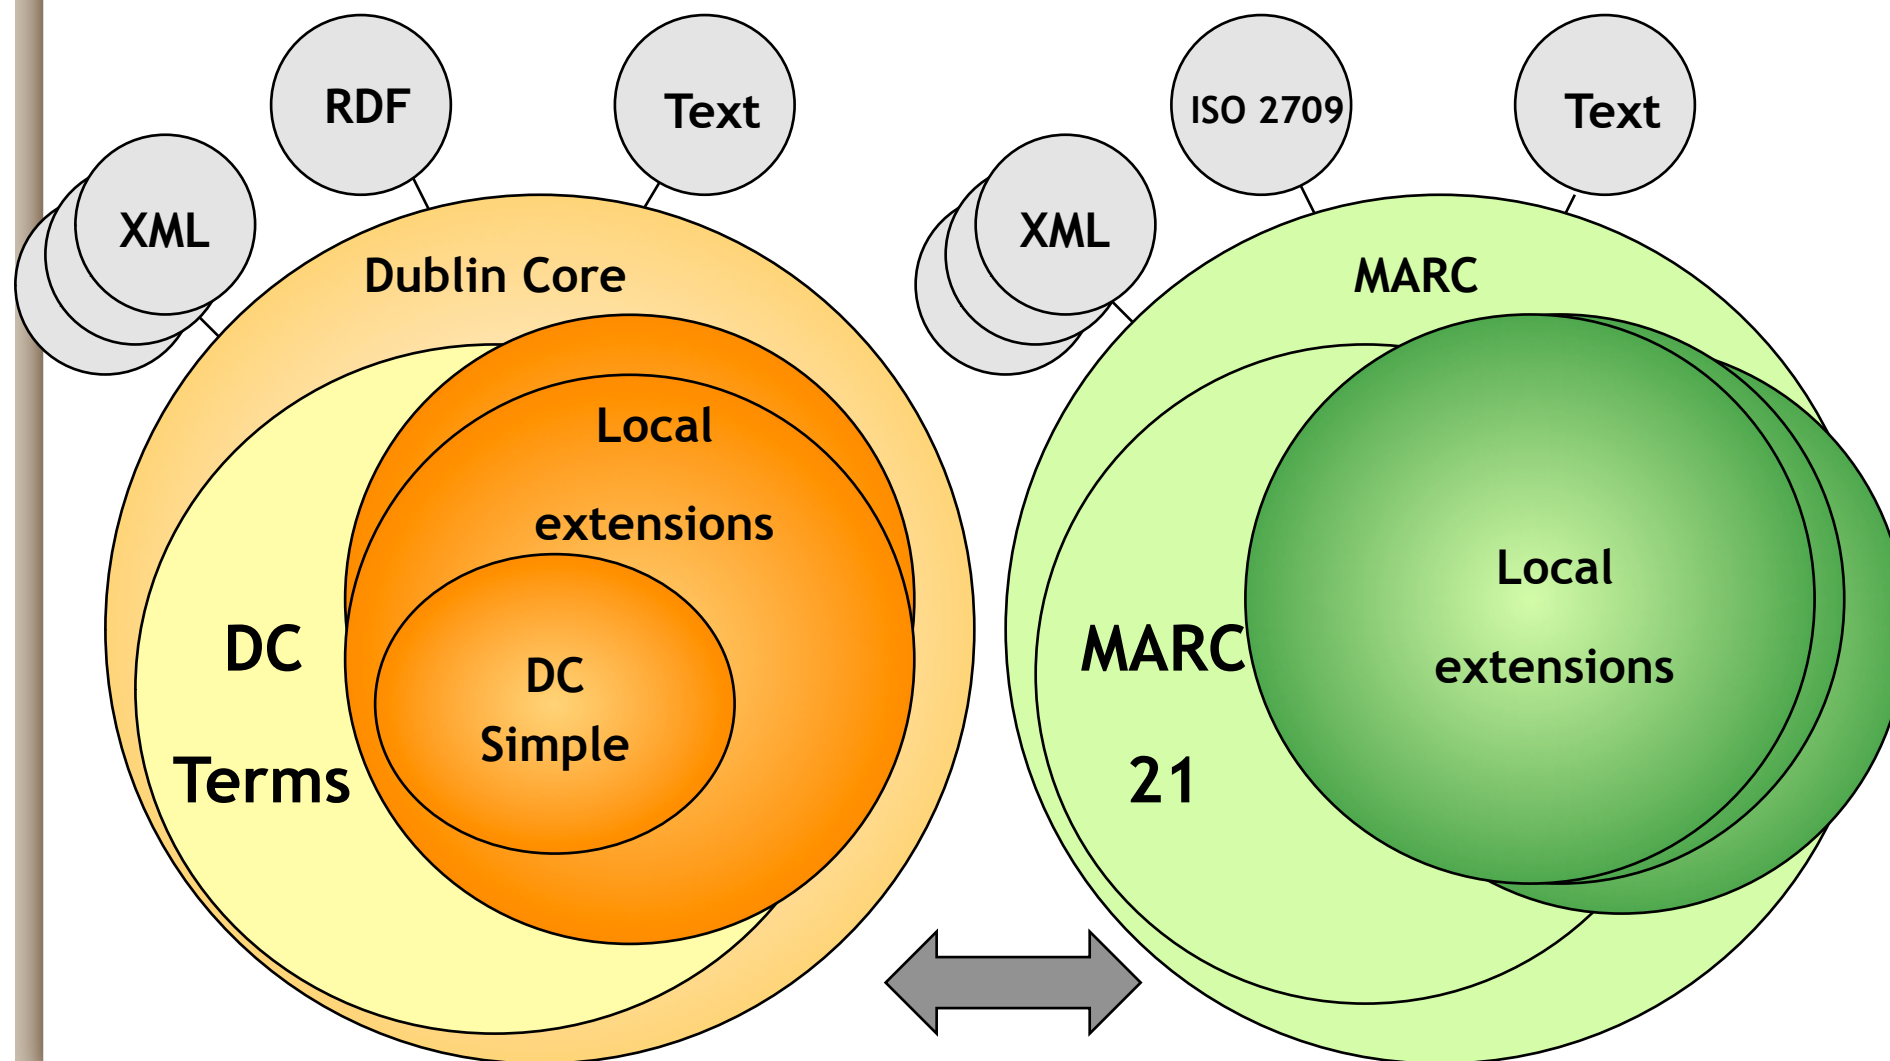 RDF
Text
XML
Dublin Core
Local
extensions
DC
Terms
DC
Simple
ISO 2709
Text
XML
MARC
Local
extensions
MARC
21